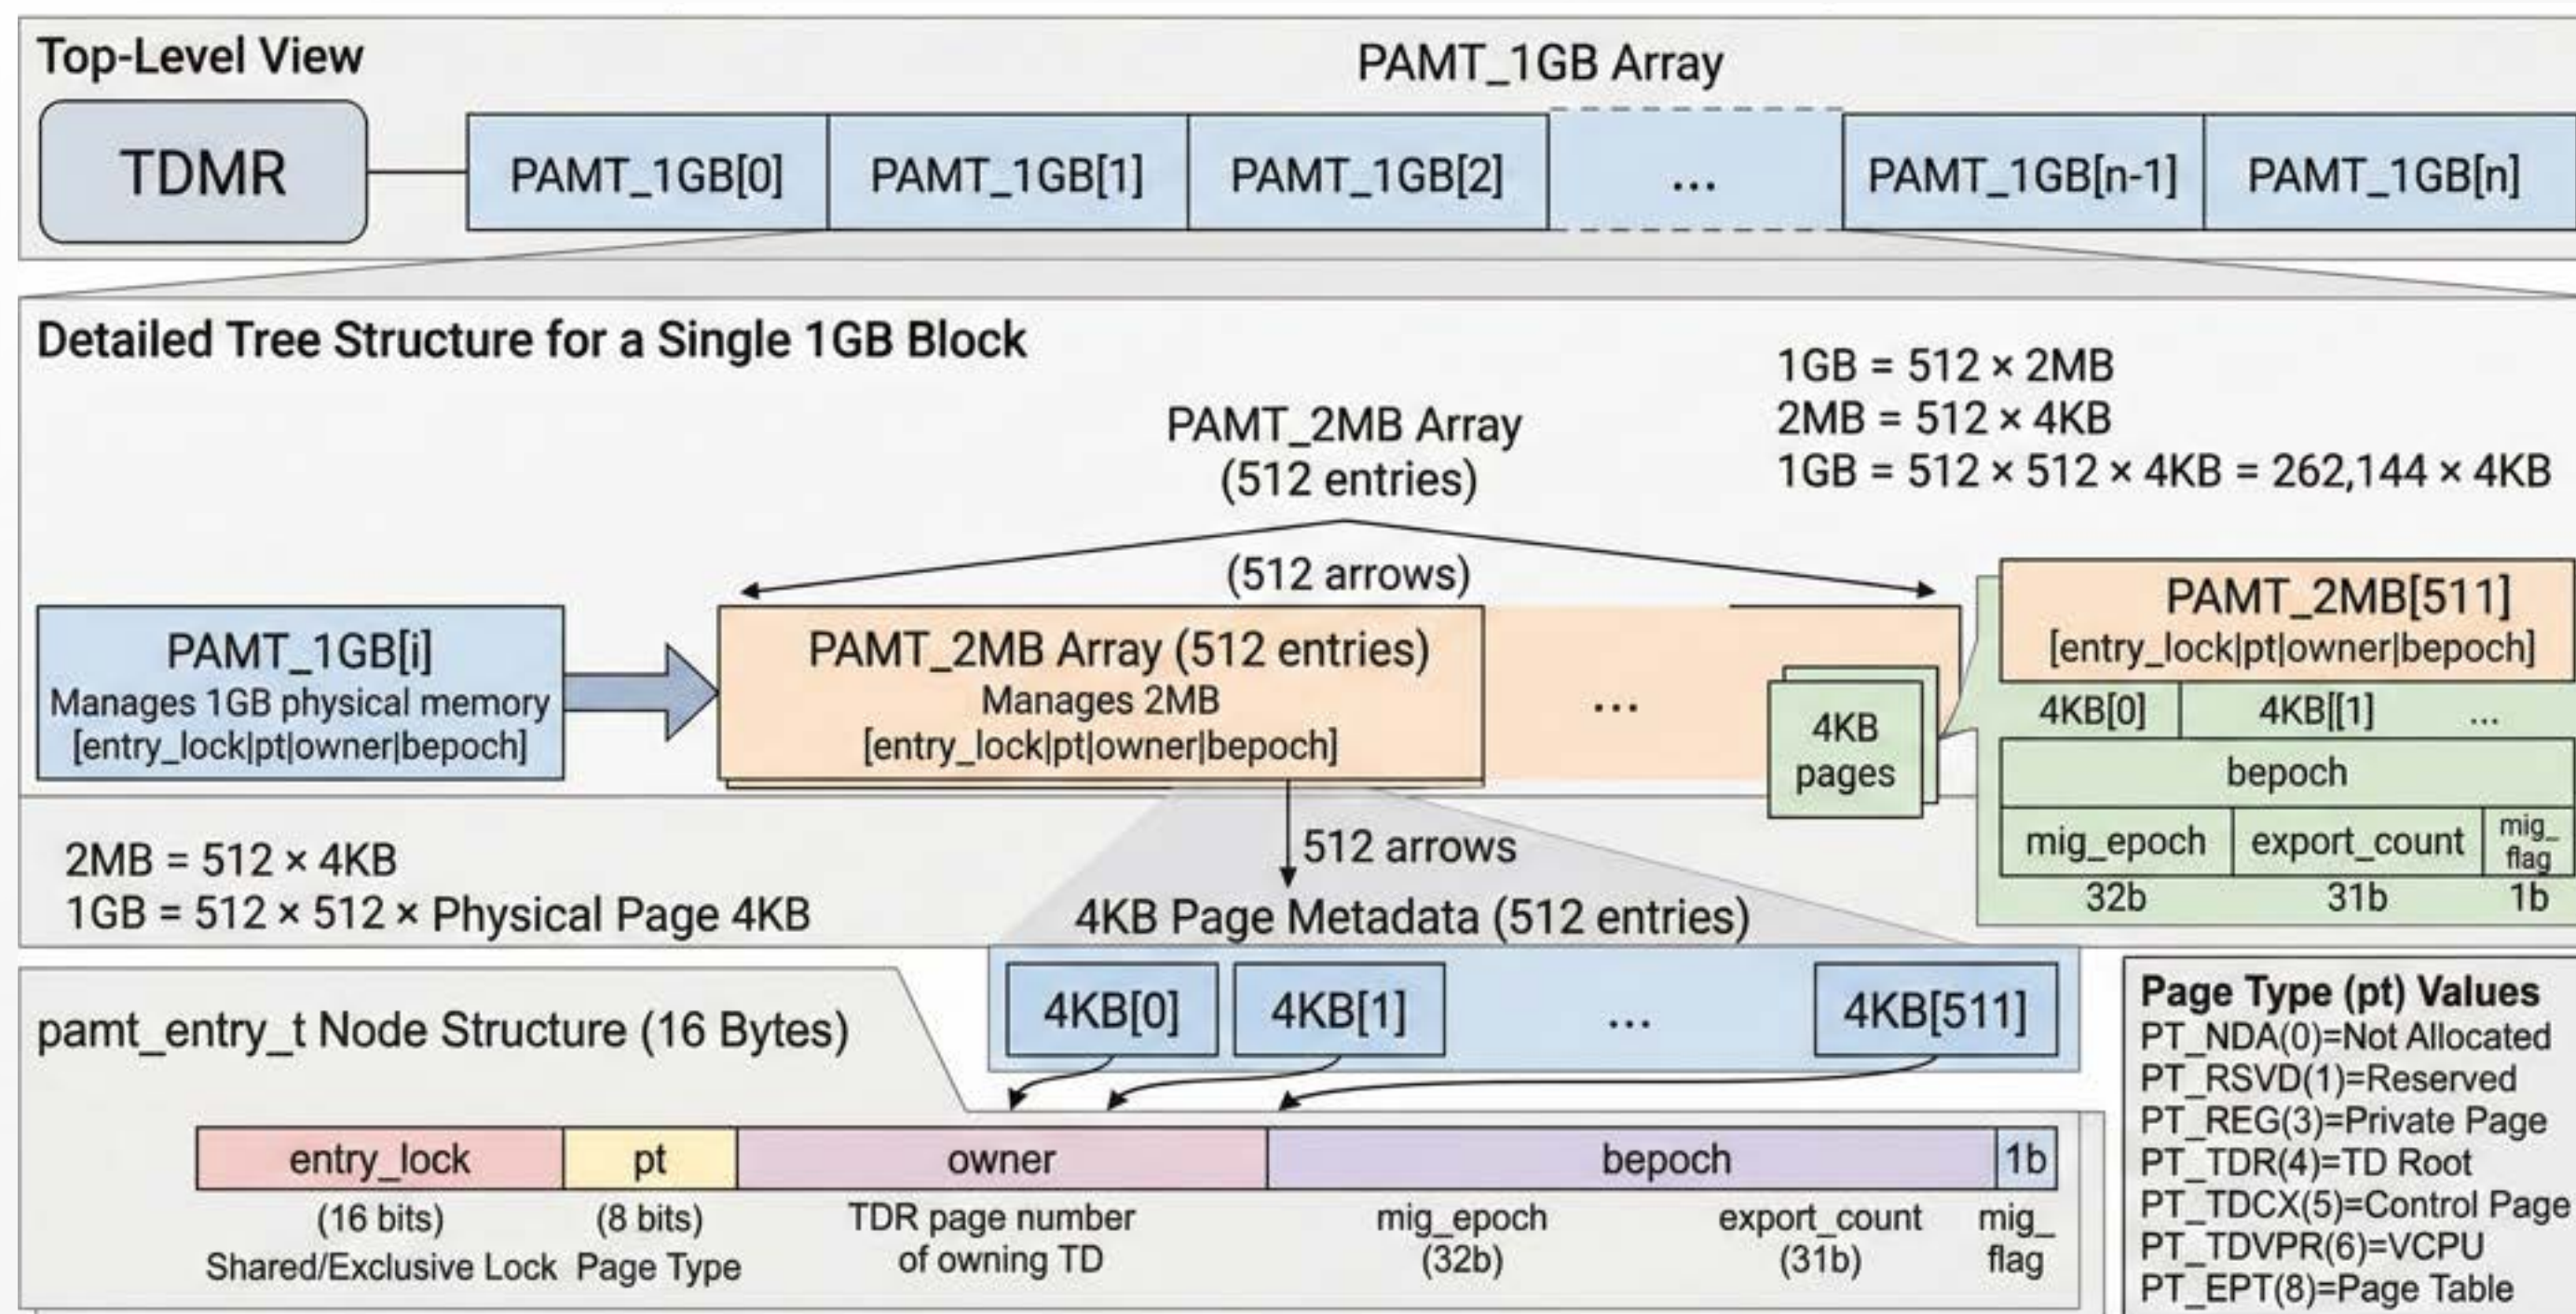 Top-Level View
PAMT_1GB Array
TDMR
PAMT_1GB[0]
PAMT_1GB[1]
PAMT_1GB[2]
...
PAMT_1GB[n-1]
PAMT_1GB[n]
Detailed Tree Structure for a Single 1GB Block
1GB = 512 × 2MB
2MB = 512 × 4KB
1GB = 512 × 512 × 4KB = 262,144 × 4KB
PAMT_2MB Array
(512 entries)
(512 arrows)
PAMT_1GB[i]
Manages 1GB physical memory
[entry_lock|pt|owner|bepoch]
PAMT_2MB Array (512 entries)
Manages 2MB
[entry_lock|pt|owner|bepoch]
...
4KB
pages
PAMT_2MB[511]
[entry_lock|pt|owner|bepoch]
4KB[0]
4KB[[1]
...
bepoch
mig_epoch
export_count
mig_
flag
32b
31b
1b
512 arrows
2MB = 512 × 4KB
1GB = 512 × 512 × Physical Page 4KB
4KB Page Metadata (512 entries)
4KB[0]
4KB[1]
...
4KB[511]
pamt_entry_t Node Structure (16 Bytes)
entry_lock
pt
owner
bepoch
1b
(16 bits)
Shared/Exclusive Lock
(8 bits)
Page Type
TDR page number
of owning TD
mig_epoch
(32b)
export_count
(31b)
mig_
flag
Page Type (pt) Values
PT_NDA(0)=Not Allocated
PT_RSVD(1)=Reserved
PT_REG(3)=Private Page
PT_TDR(4)=TD Root
PT_TDCX(5)=Control Page
PT_TDVPR(6)=VCPU
PT_EPT(8)=Page Table